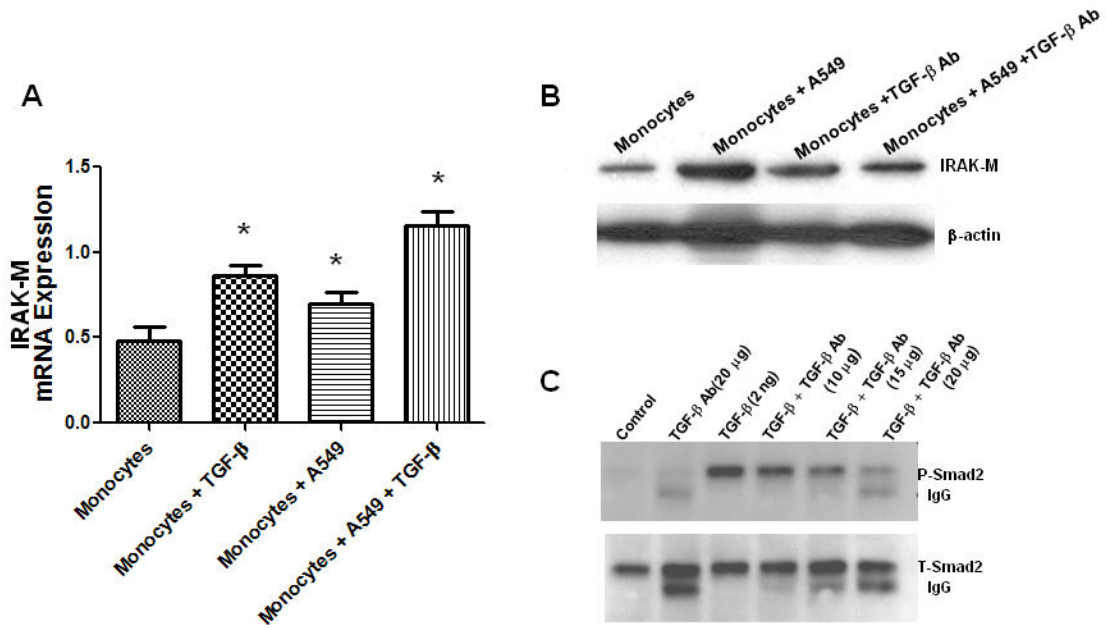 A
IRAK-M
mRNA Expression
1.5
1.0
0.5
0.0
*
*
*
Monocytes
Monocytes + TGF-β
Monocytes + A549
Monocytes + A549 + TGF-β
B
Monocytes
Monocytes + A549
Monocytes +TGF-β Ab
Monocytes + A549 +TGF-β Ab
IRAK-M
β-actin
C
Control
TGF-β Ab(20 μg)
TGF-β(2 ng)
TGF-β + TGF-β Ab
(10 μg)
TGF-β + TGF-β Ab
(15 μg)
TGF-β + TGF-β Ab
(20 μg)
P-Smad2
IgG
T-Smad2
IgG